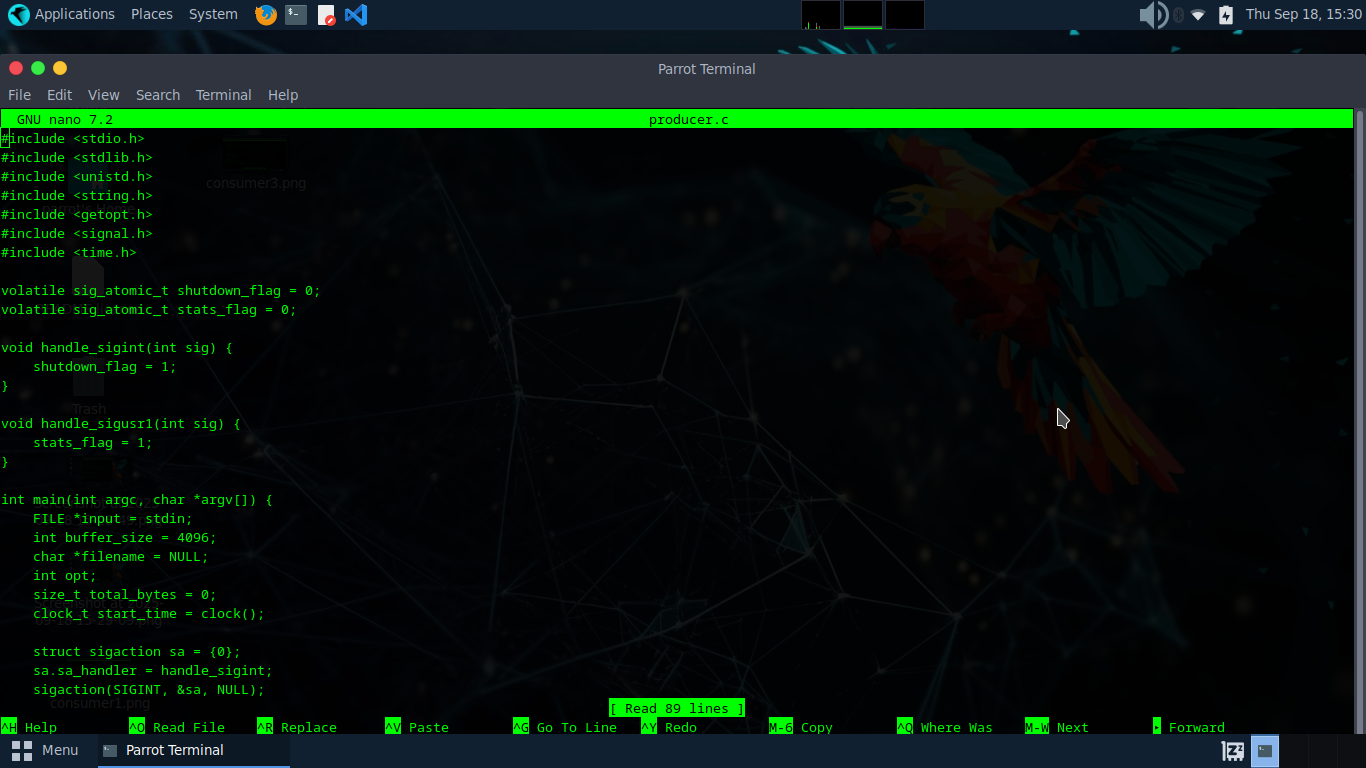 Applications Places System Thu Sep 18, 15:30
Parrot Terminal
File Edit View Search Terminal Help
GNU nano 7.2 producer.c
#include <stdio.h>
#include <stdlib.h>
consumer3.png
#include <unistd.h>
#include <string.h>
#include <getopt.h>
#include <signal.h>
#include <time.h>
volatile sig_atomic_t shutdown_flag = 0;
volatile sig_atomic_t stats_flag = 0;
void handle_sigint(int sig) {
    shutdown_flag = 1;
}
Trash
void handle_sigusr1(int sig) {
    stats_flag = 1;
}
int main(int argc, char *argv[]) {
    FILE *input = stdin;
    int buffer_size = 4096;
    char *filename = NULL;
    int opt;
    size_t total_bytes = 0;
    clock_t start_time = clock();
    struct sigaction sa = {0};
    sa.sa_handler = handle_sigint;
    sigaction(SIGINT, &sa, NULL);
consumer1.png
[ Read 89 lines ]
^H Help ^O Read File ^R Replace ^V Paste ^G Go To Line ^Y Redo M-6 Copy ^Q Where Was M-W Next Forward
Menu Parrot Terminal